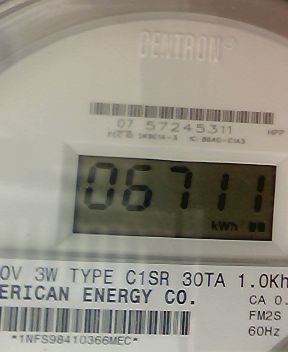 CENTRON®
07 57245311
HPP
06711
kWh
0V 3W TYPE C1SR 30TA 1.0Kh
ERICAN ENERGY CO.
CA 0.
FM2S
60Hz
*1NFS98410366MEC*